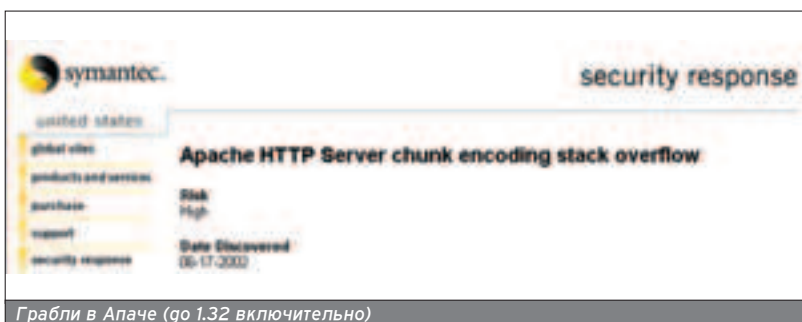 symantec.
security response
united states
global sites
products and services
purchase
support
security response
Apache HTTP Server chunk encoding stack overflow
Risk
High
Date Discovered
06-17-2002
Грабли в Апаче (до 1.32 включительно)